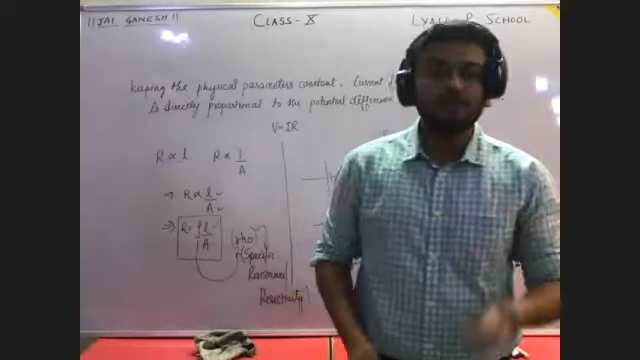 ||JAI GANESH||
CLASS-X
LYALL P. SCHOOL
keeping the physical parameters constant. Current
is directly proportional to the potential difference
V=IR
R ∝ l R ∝ 1/A
⇒ R ∝ l/A
⇒ R = ρl/A
(rho)
(Specific
Resistivity)